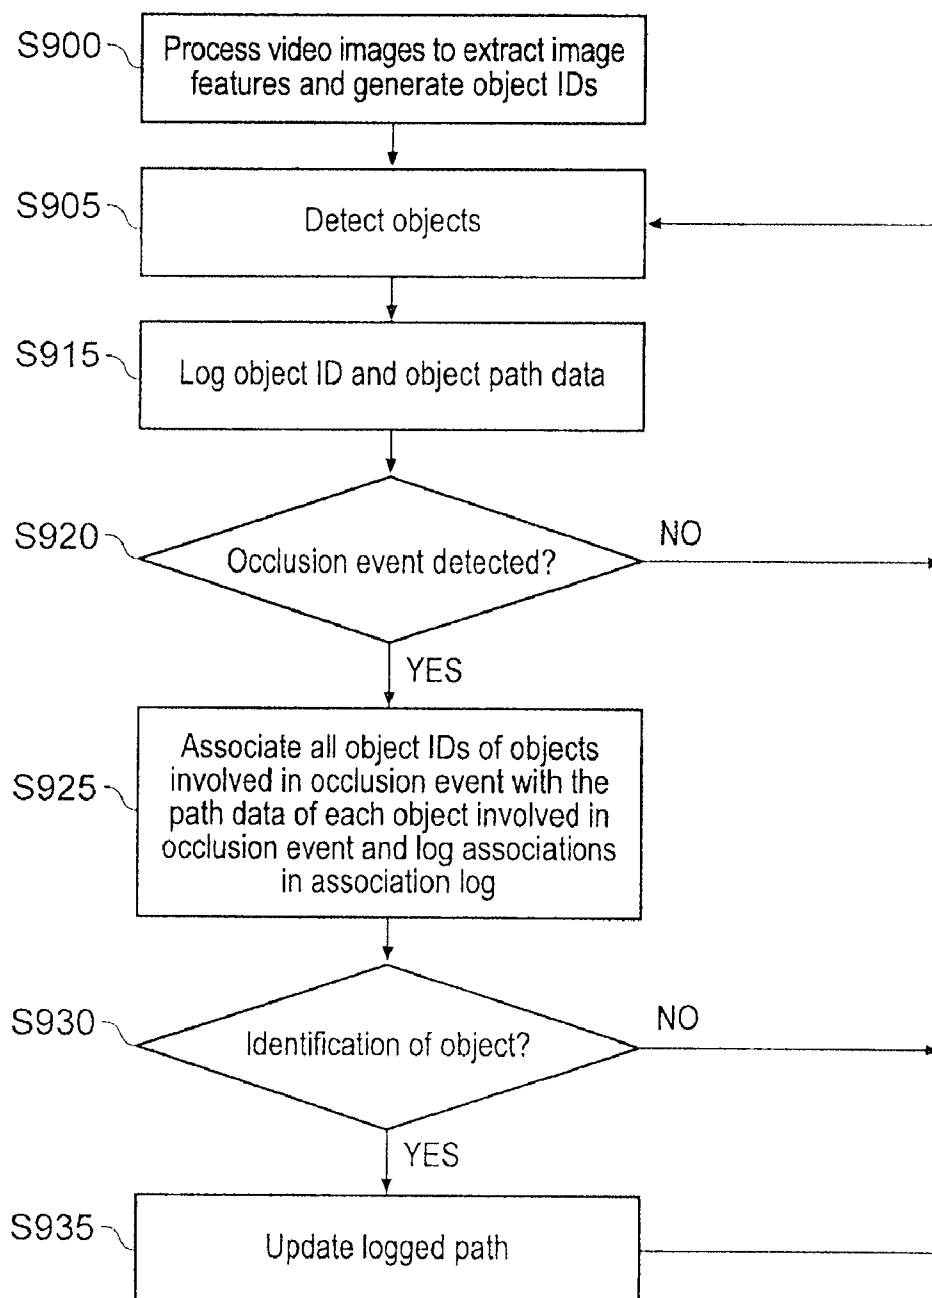 S900
Process video images to extract image
features and generate object IDs
S905
Detect objects
S915
Log object ID and object path data
S920
Occlusion event detected?
NO
YES
S925
Associate all object IDs of objects
involved in occlusion event with the
path data of each object involved in
occlusion event and log associations
in association log
S930
Identification of object?
NO
YES
S935
Update logged path